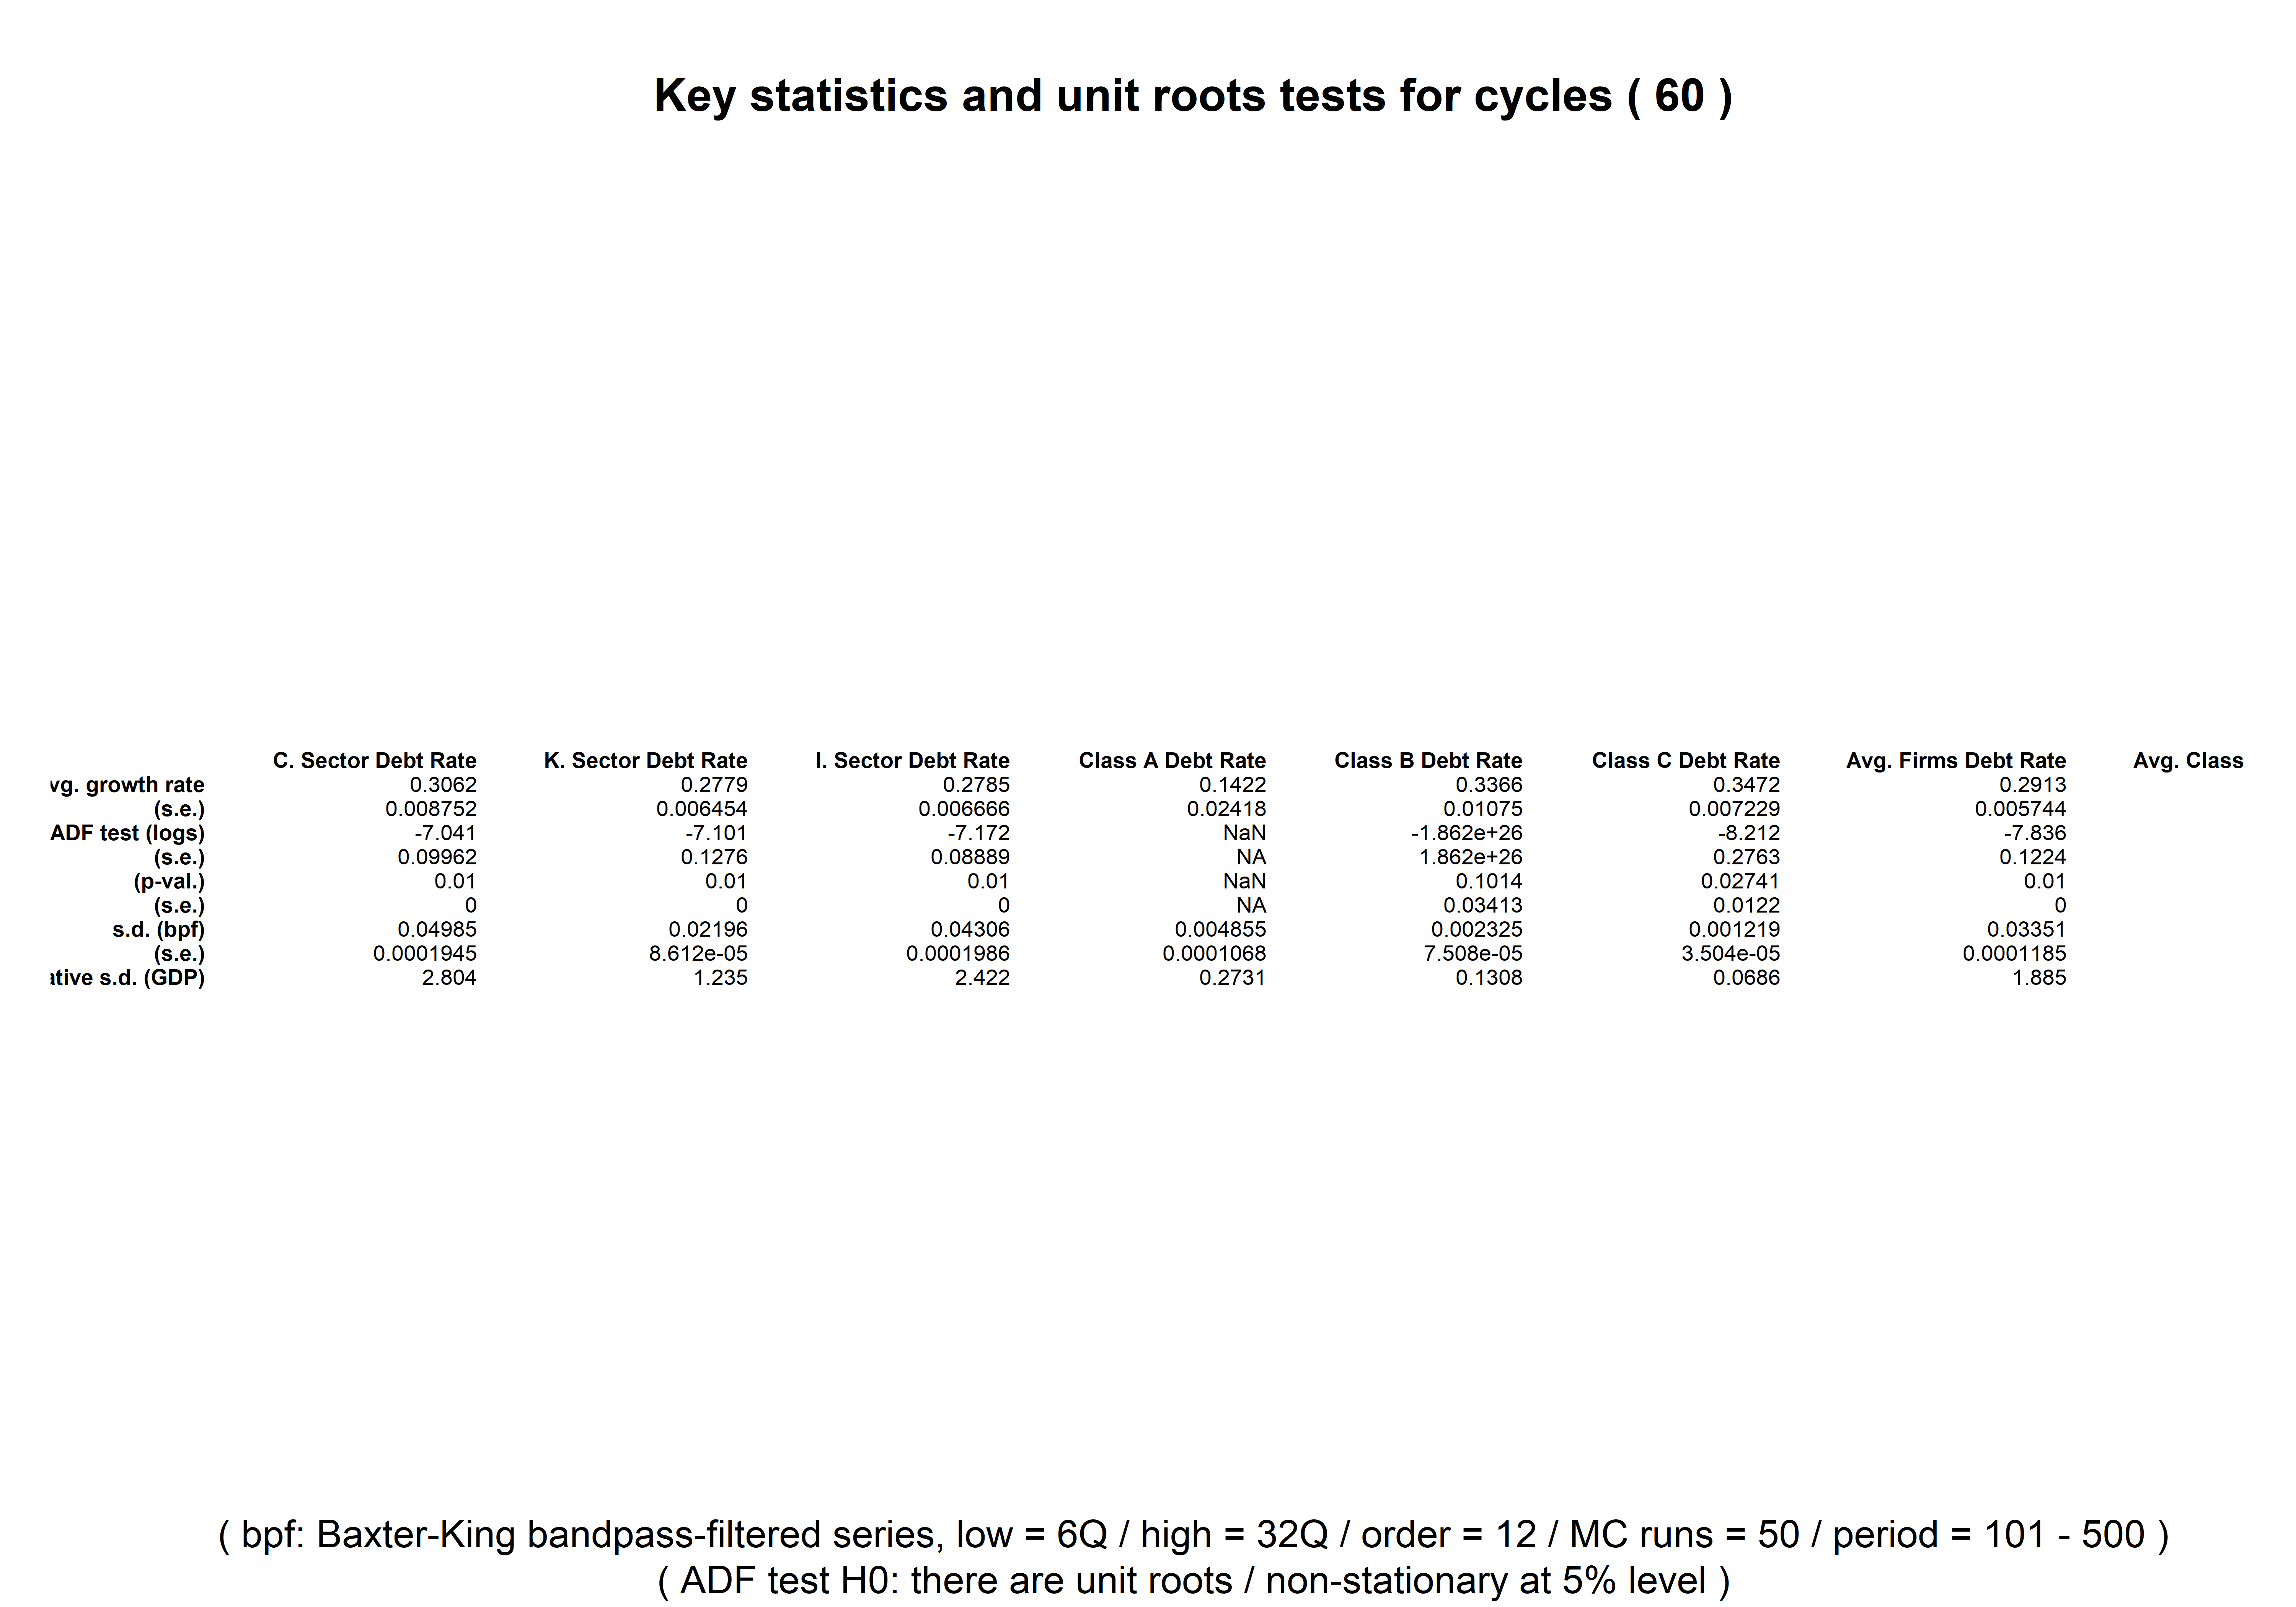 Key statistics and unit roots tests for cycles ( 60 )
C. Sector Debt Rate K. Sector Debt Rate I. Sector Debt Rate Class A Debt Rate Class B Debt Rate Class C Debt Rate Avg. Firms Debt Rate Avg. Class
vg. growth rate 0.3062 0.2779 0.2785 0.1422 0.3366 0.3472 0.2913
(s.e.) 0.008752 0.006454 0.006666 0.02418 0.01075 0.007229 0.005744
ADF test (logs) -7.041 -7.101 -7.172 NaN -1.862e+26 -8.212 -7.836
(s.e.) 0.09962 0.1276 0.08889 NA 1.862e+26 0.2763 0.1224
(p-val.) 0.01 0.01 0.01 NaN 0.1014 0.02741 0.01
(s.e.) 0 0 0 NA 0.03413 0.0122 0
s.d. (bpf) 0.04985 0.02196 0.04306 0.004855 0.002325 0.001219 0.03351
(s.e.) 0.0001945 8.612e-05 0.0001986 0.0001068 7.508e-05 3.504e-05 0.0001185
ative s.d. (GDP) 2.804 1.235 2.422 0.2731 0.1308 0.0686 1.885
( bpf: Baxter-King bandpass-filtered series, low = 6Q / high = 32Q / order = 12 / MC runs = 50 / period = 101 - 500 )
( ADF test H0: there are unit roots / non-stationary at 5% level )